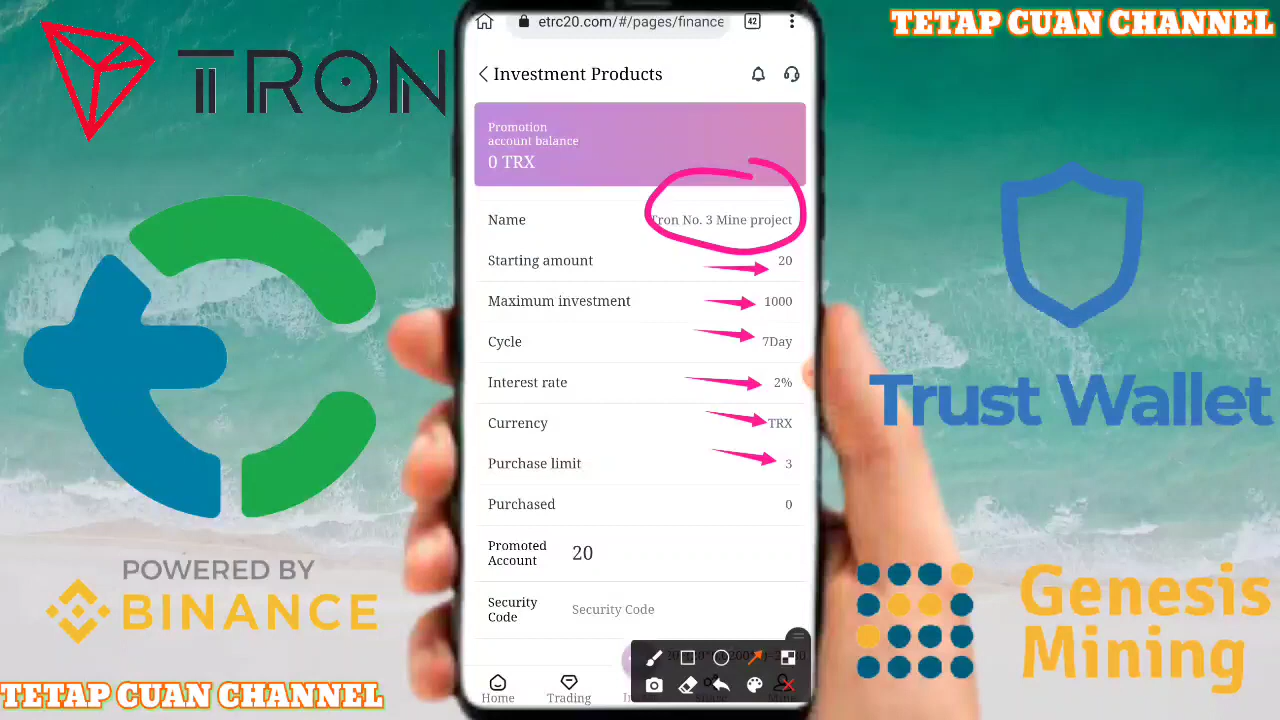 TETAP CUAN CHANNEL
TRON
etrc20.com/#/pages/finance
42
Investment Products
Promotion
account balance
0 TRX
Name
Tron No. 3 Mine project
Starting amount
20
Maximum investment
1000
Cycle
7Day
Interest rate
2%
Currency
TRX
Purchase limit
3
Purchased
0
Promoted
Account
20
Security
Code
Security Code
Home
Trading
Trust Wallet
POWERED BY
BINANCE
Genesis
Mining
TETAP CUAN CHANNEL